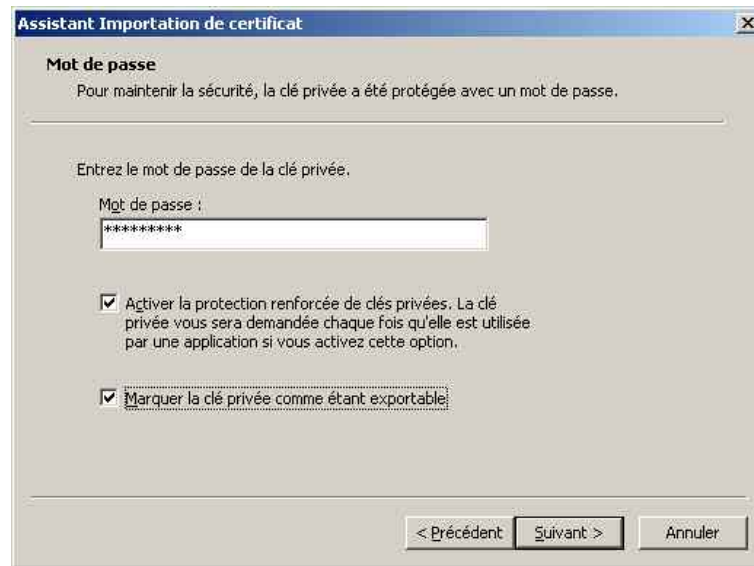 Assistant Importation de certificat
Mot de passe
Pour maintenir la sécurité, la clé privée a été protégée avec un mot de passe.
Entrez le mot de passe de la clé privée.
Mot de passe :
*********
Activer la protection renforcée de clés privées. La clé
privée vous sera demandée chaque fois qu'elle est utilisée
par une application si vous activez cette option.
Marquer la clé privée comme étant exportable
< Précédent
Suivant >
Annuler